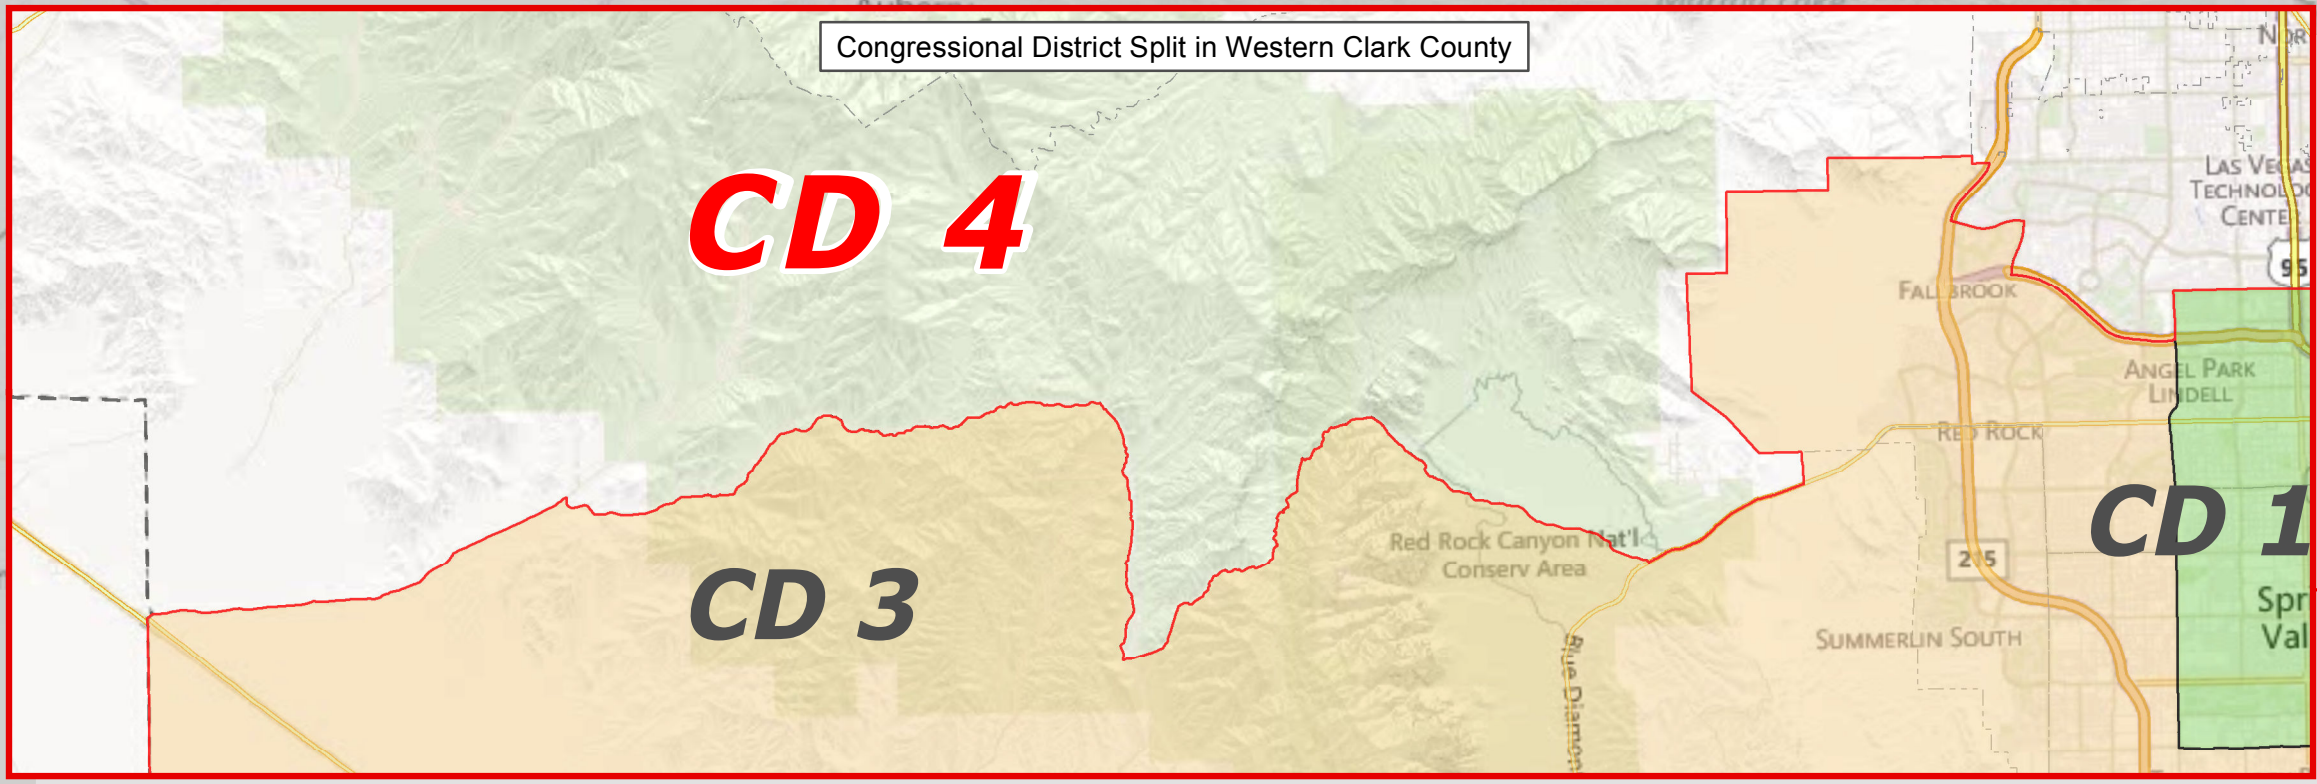 Congressional District Split in Western Clark County
CD 4
LAS VEGAS
TECHNOLO
CENTE
95
FALLBROOK
ANGEL PARK
LINDELL
RED ROCK
CD 1
Red Rock Canyon Nat'l
Conserv Area
215
CD 3
Spr
Val
SUMMERLIN SOUTH
Blue Diamon